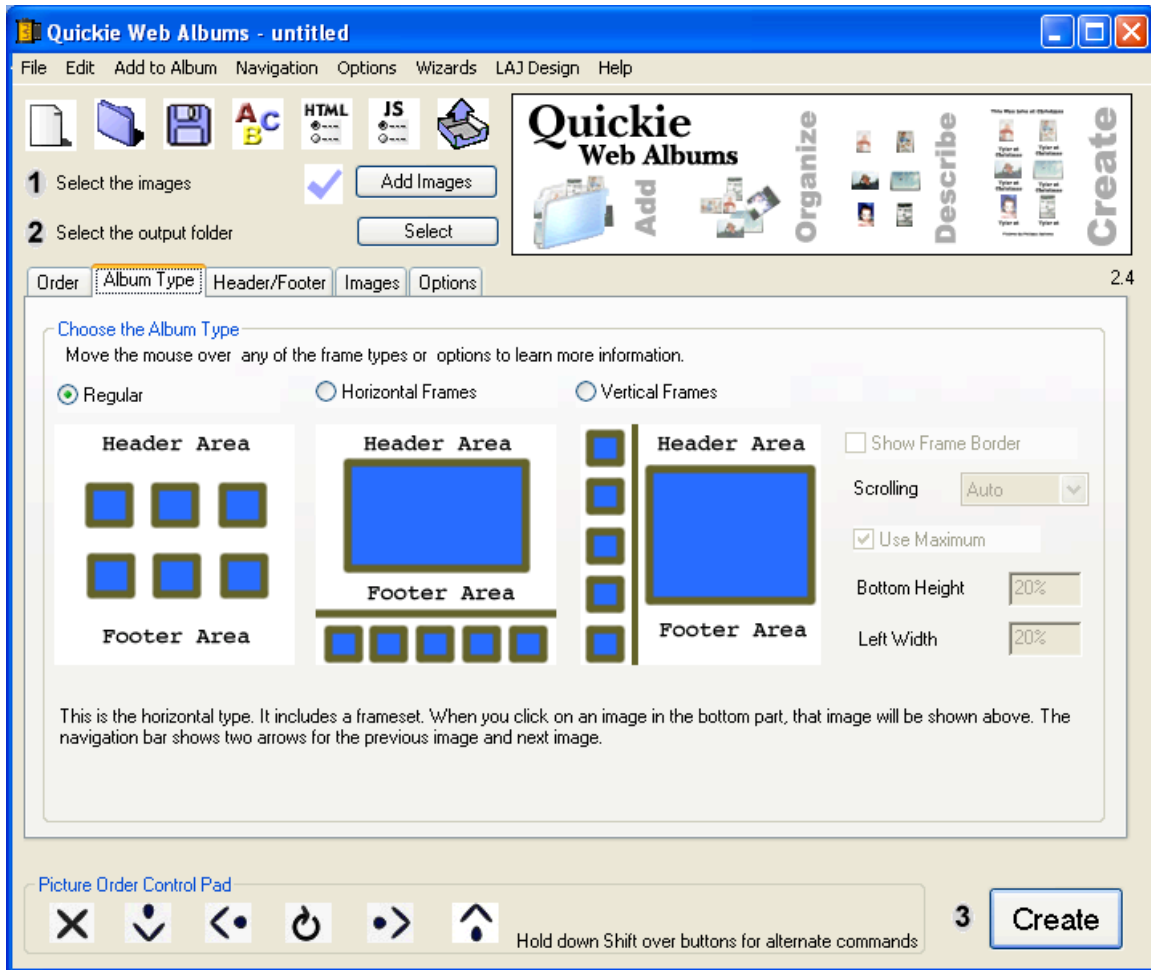 Quickie Web Albums - untitled
File Edit Add to Album Navigation Options Wizards LAJ Design Help
A B C HTML JS
Quickie
Web Albums
Add
Organize
Describe
Create
1 Select the images Add Images
2 Select the output folder Select
Order Album Type Header/Footer Images Options 2.4
Choose the Album Type
Move the mouse over any of the frame types or options to learn more information.
Regular Horizontal Frames Vertical Frames
Header Area Header Area Header Area
Show Frame Border
Scrolling Auto
Use Maximum
Bottom Height 20%
Footer Area
Footer Area Footer Area
Left Width 20%
This is the horizontal type. It includes a frameset. When you click on an image in the bottom part, that image will be shown above. The
navigation bar shows two arrows for the previous image and next image.
Picture Order Control Pad
Hold down Shift over buttons for alternate commands
3 Create